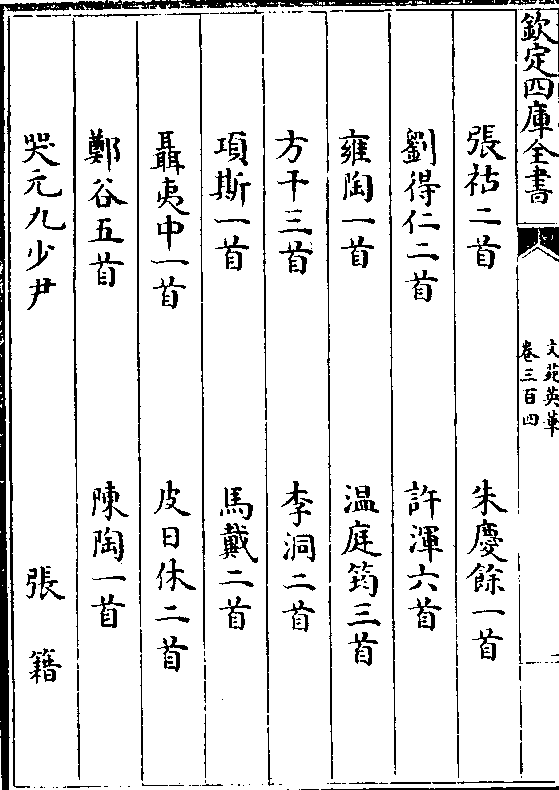 欽定四庫全書
文苑英華
卷三百四
張祜二首 朱慶餘一首
劉得仁二首 許渾六首
雍陶一首 温庭筠三首
方干三首 李洞二首
項斯一首 馬戴二首
聶夷中一首 皮日休二首
鄭谷五首 陳陶一首
哭元九少尹 張籍